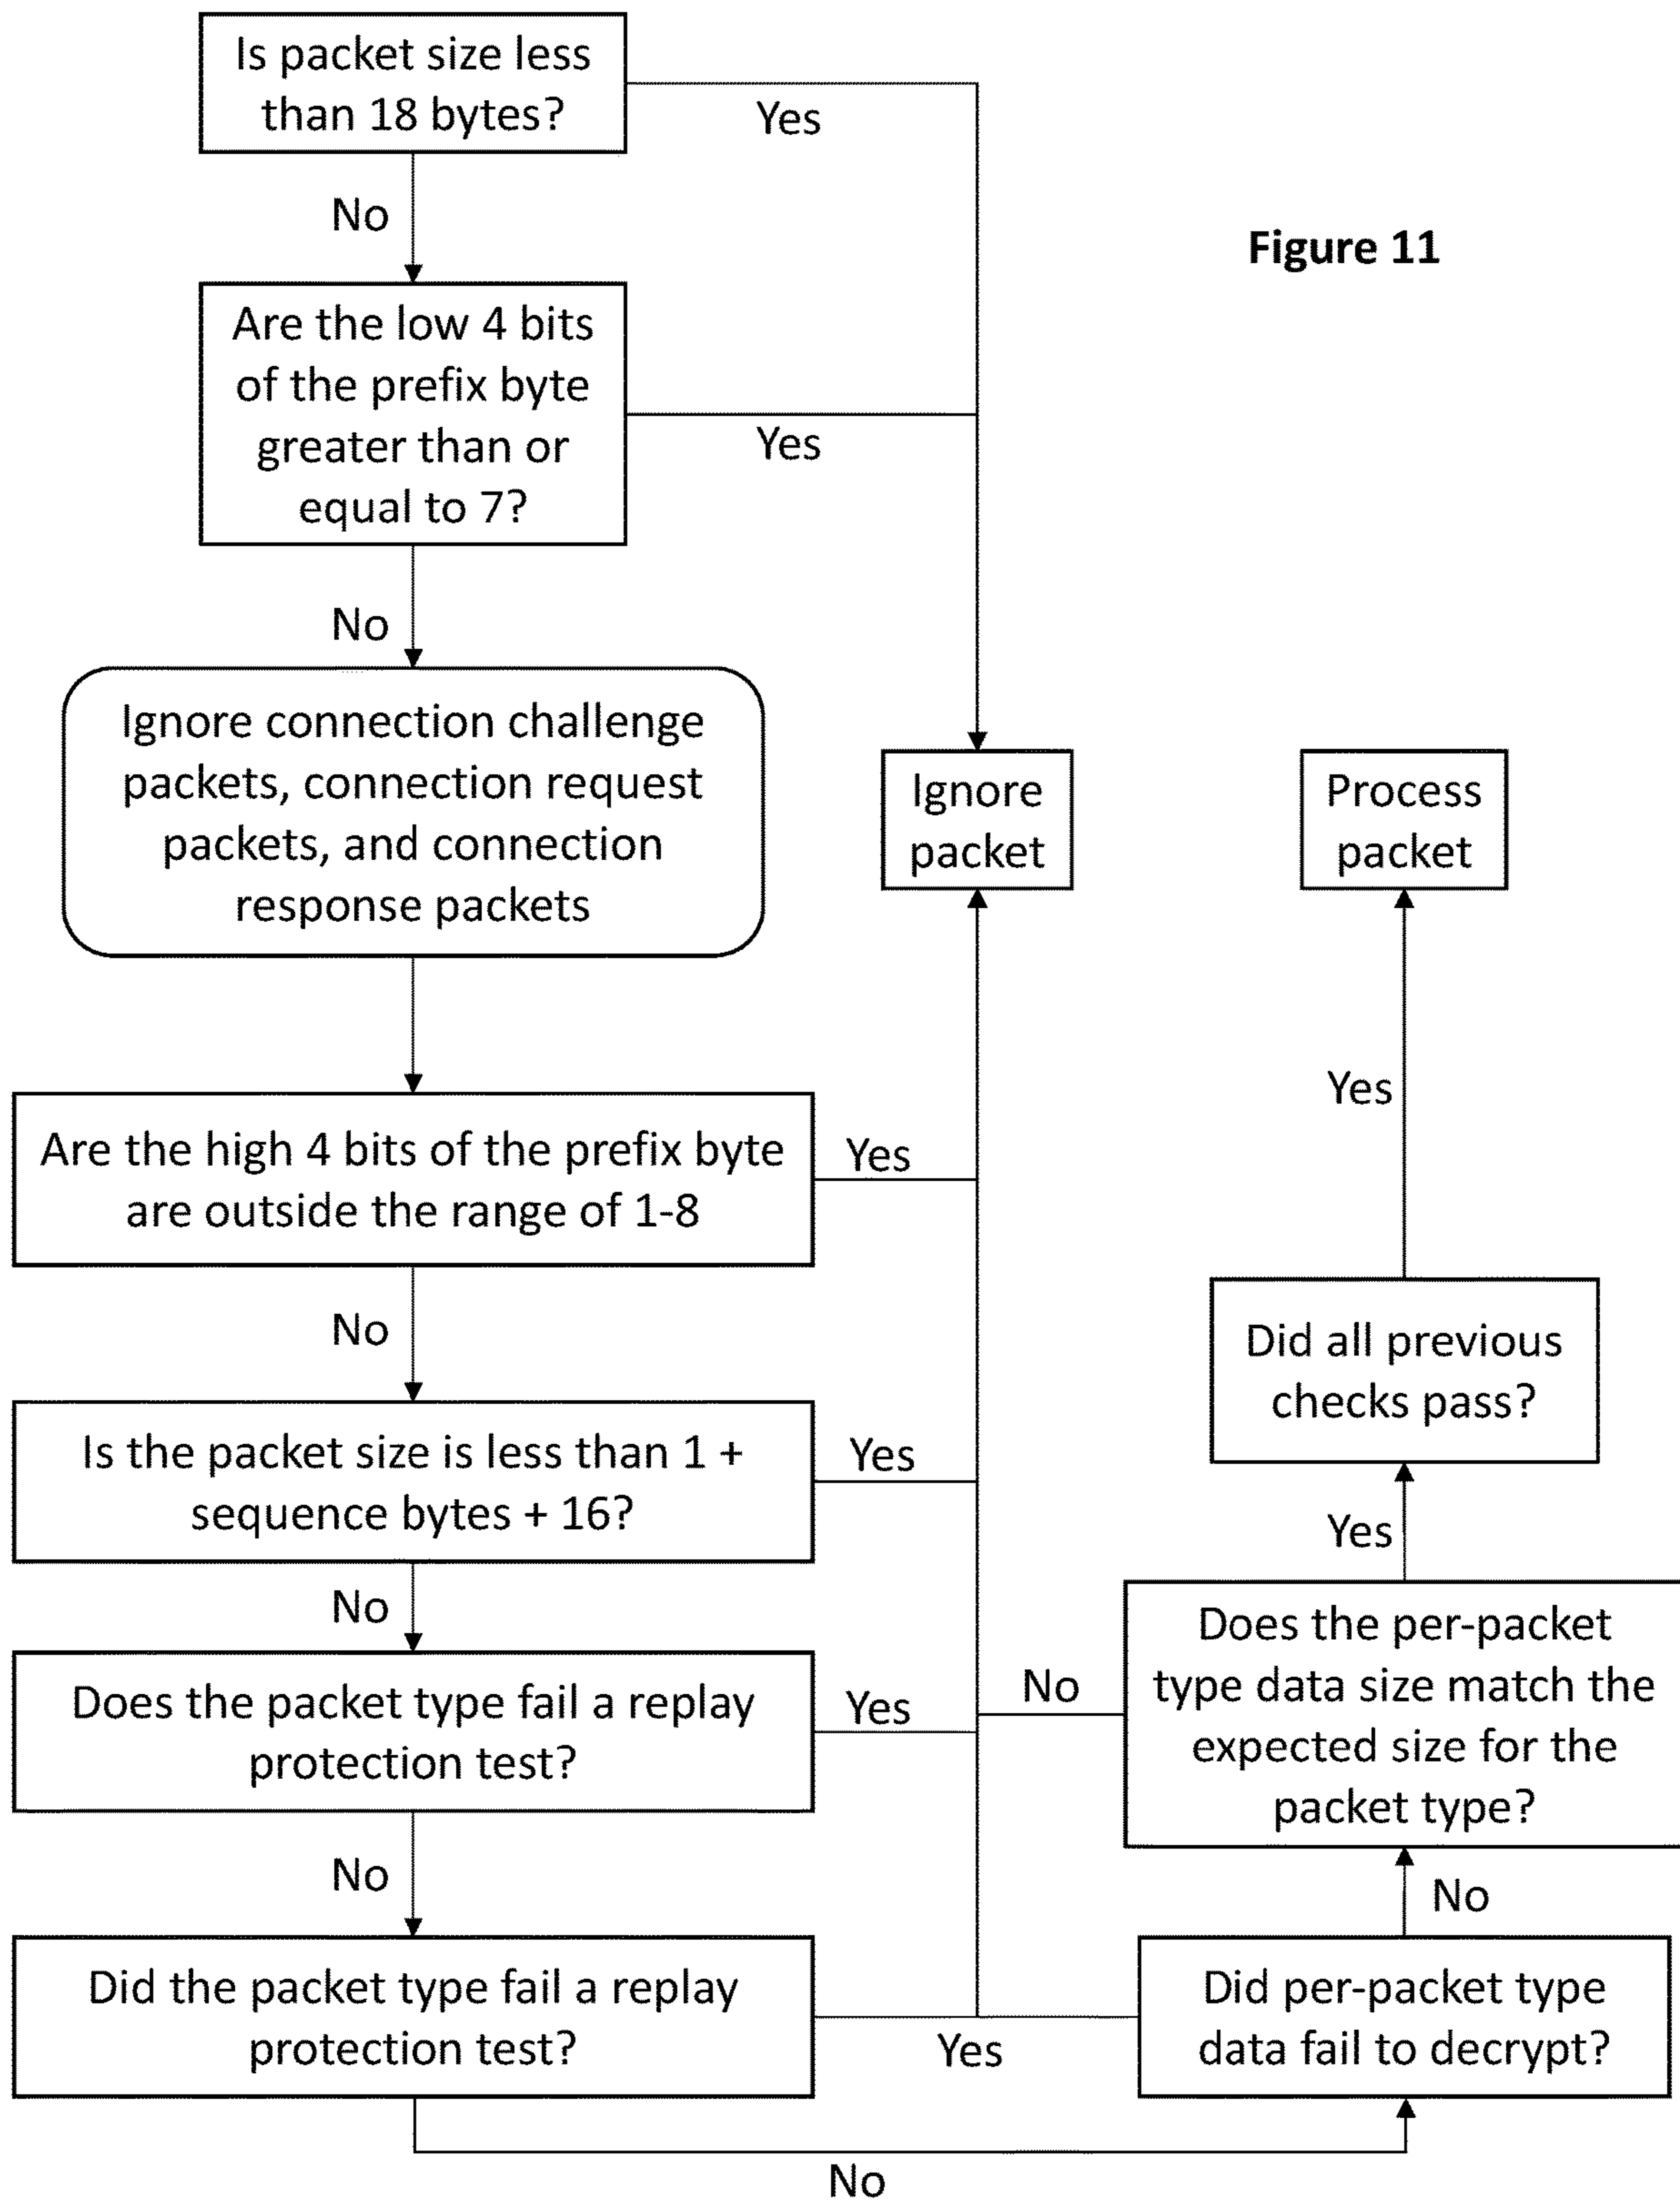 Is packet size less
than 18 bytes?
Yes
No
Figure 11
Are the low 4 bits
of the prefix byte
greater than or
equal to 7?
Yes
No
Ignore connection challenge
packets, connection request
packets, and connection
response packets
Ignore
packet
Process
packet
Are the high 4 bits of the prefix byte
are outside the range of 1-8
Yes
No
Is the packet size is less than 1 +
sequence bytes + 16?
Yes
No
Does the packet type fail a replay
protection test?
Yes
No
Did the packet type fail a replay
protection test?
Yes
No
Did per-packet type
data fail to decrypt?
No
Does the per-packet
type data size match the
expected size for the
packet type?
No
Yes
Did all previous
checks pass?
Yes